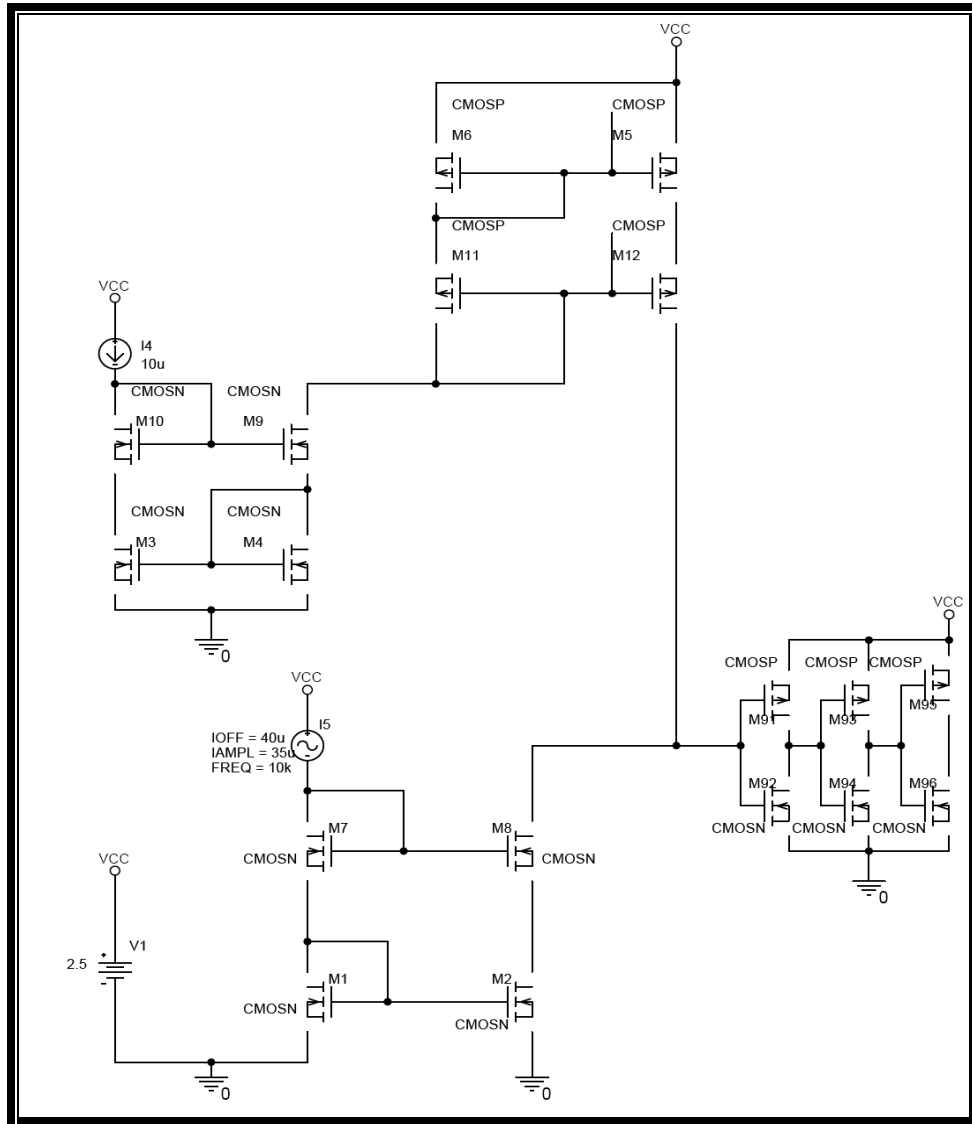 VCC
CMOSP CMOSP
M6 M5
CMOSP CMOSP
M11 M12
VCC
I4
10u
CMOSN CMOSN
M10 M9
CMOSN CMOSN
M3 M4
0
VCC
I5
IOFF = 40u
IAMPL = 35u
FREQ = 10k
VCC
CMOSP CMOSP CMOSP
M91 M93 M95
M92 M94 M96
CMOSN CMOSN CMOSN
0
M7 M8
CMOSN CMOSN
VCC
V1
2.5
M1 M2
CMOSN CMOSN
0 0